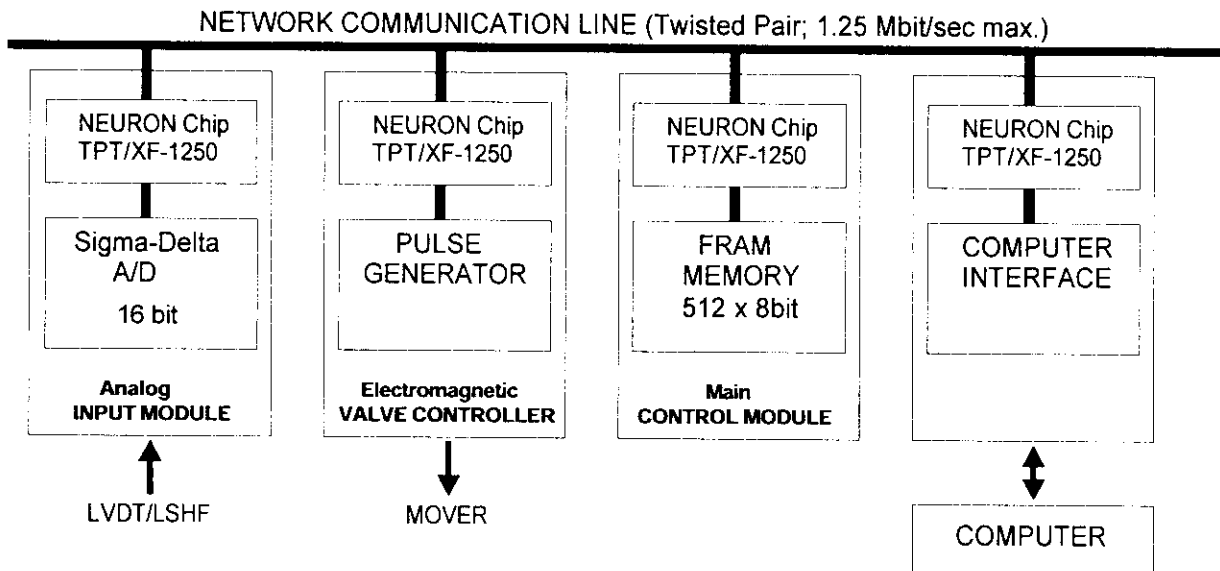 NETWORK COMMUNICATION LINE (Twisted Pair; 1.25 Mbit/sec max.)
NEURON Chip
TPT/XF-1250
Sigma-Delta
A/D
16 bit
Analog
INPUT MODULE
LVDT/LSHF
NEURON Chip
TPT/XF-1250
PULSE
GENERATOR
Electromagnetic
VALVE CONTROLLER
MOVER
NEURON Chip
TPT/XF-1250
FRAM
MEMORY
512 x 8bit
Main
CONTROL MODULE
NEURON Chip
TPT/XF-1250
COMPUTER
INTERFACE
COMPUTER